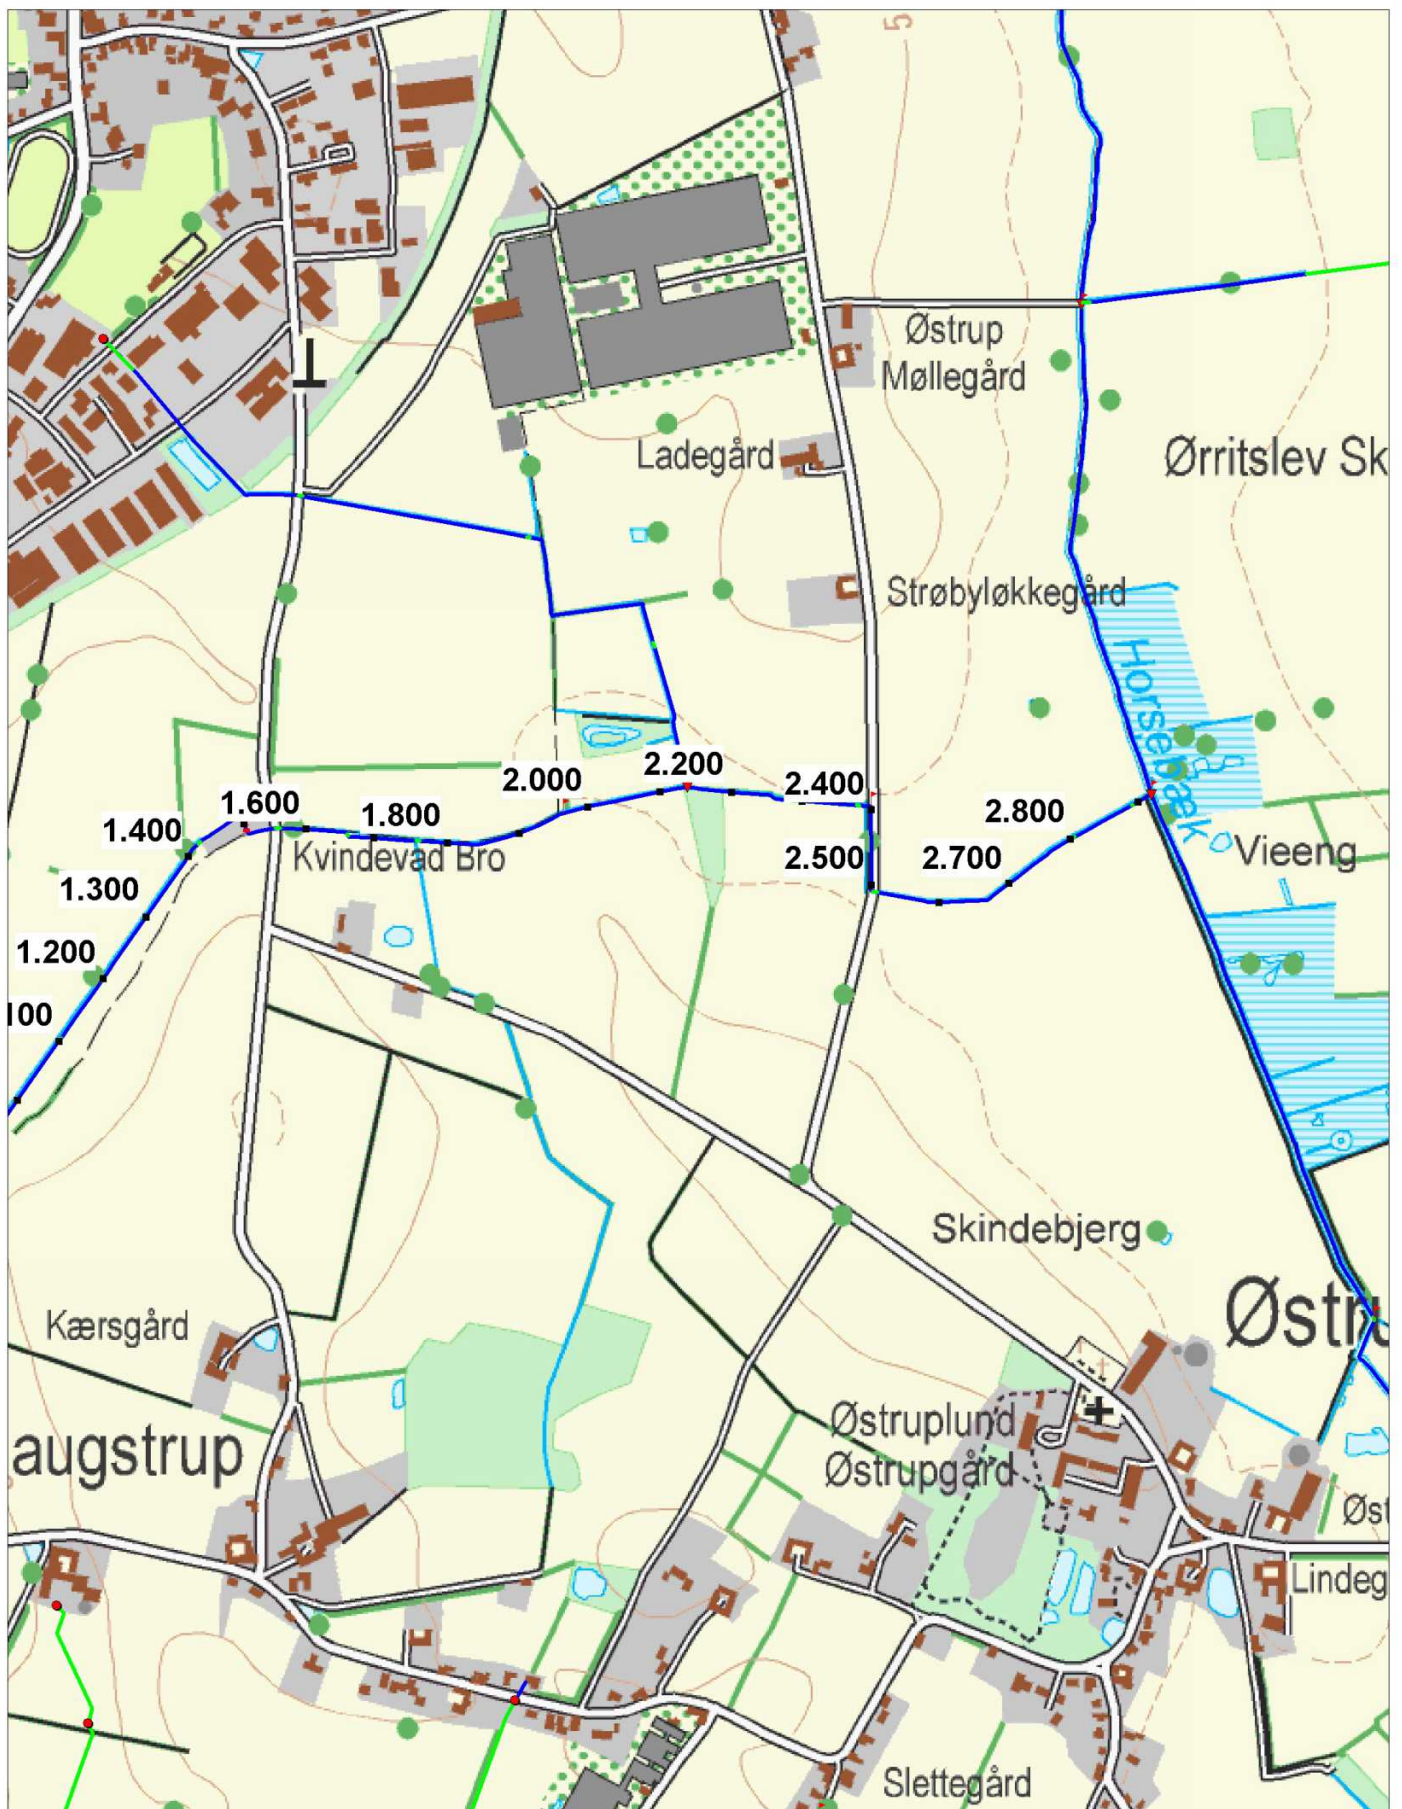 5
Østrup
Møllegård
Ladegård
Ørritslev Sk
Strøbyløkkegård
Horsebæk
2.000
2.200
2.400
1.600
1.800
2.800
1.400
Kvindevad Bro
2.500
2.700
Vieeng
1.300
1.200
100
Skindebjerg
Østru
Kærsgård
Østruplund
Østrupgård
augstrup
Øst
Lindeg
Slettegård